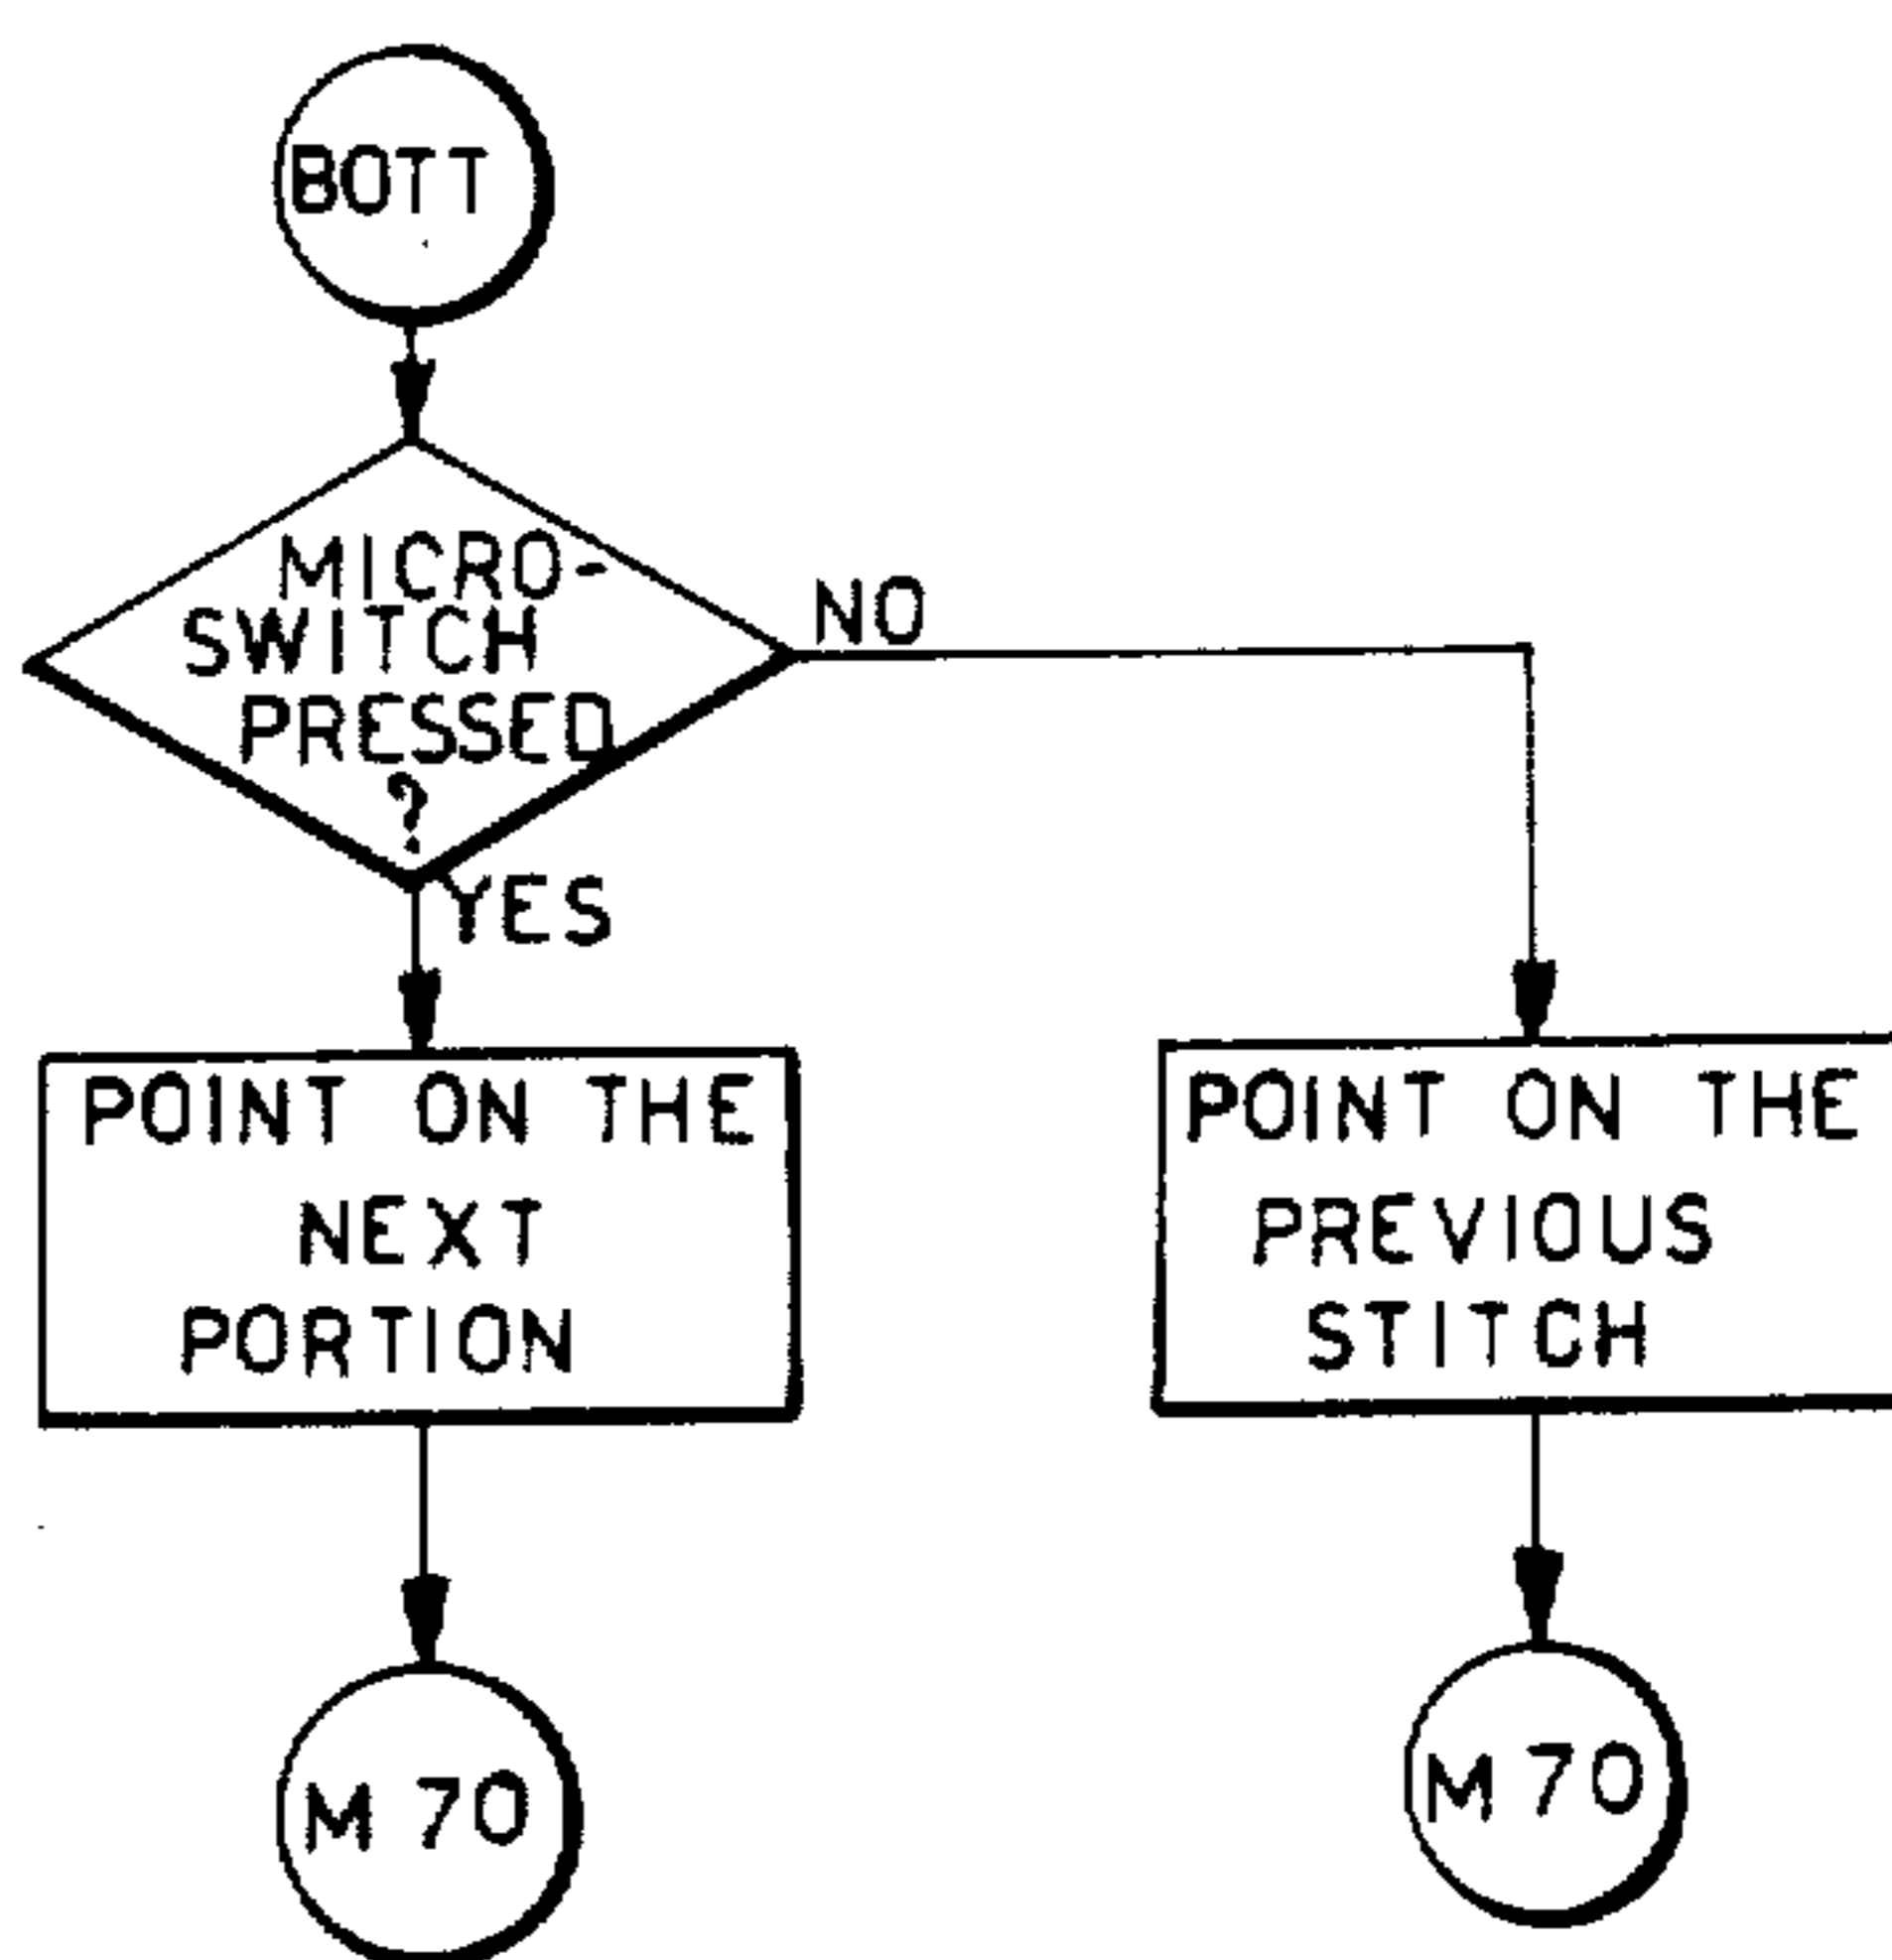 BOTT
MICRO-
SWITCH
PRESSED
?
NO
YES
POINT ON THE
NEXT
PORTION
POINT ON THE
PREVIOUS
STITCH
M 70
M 70